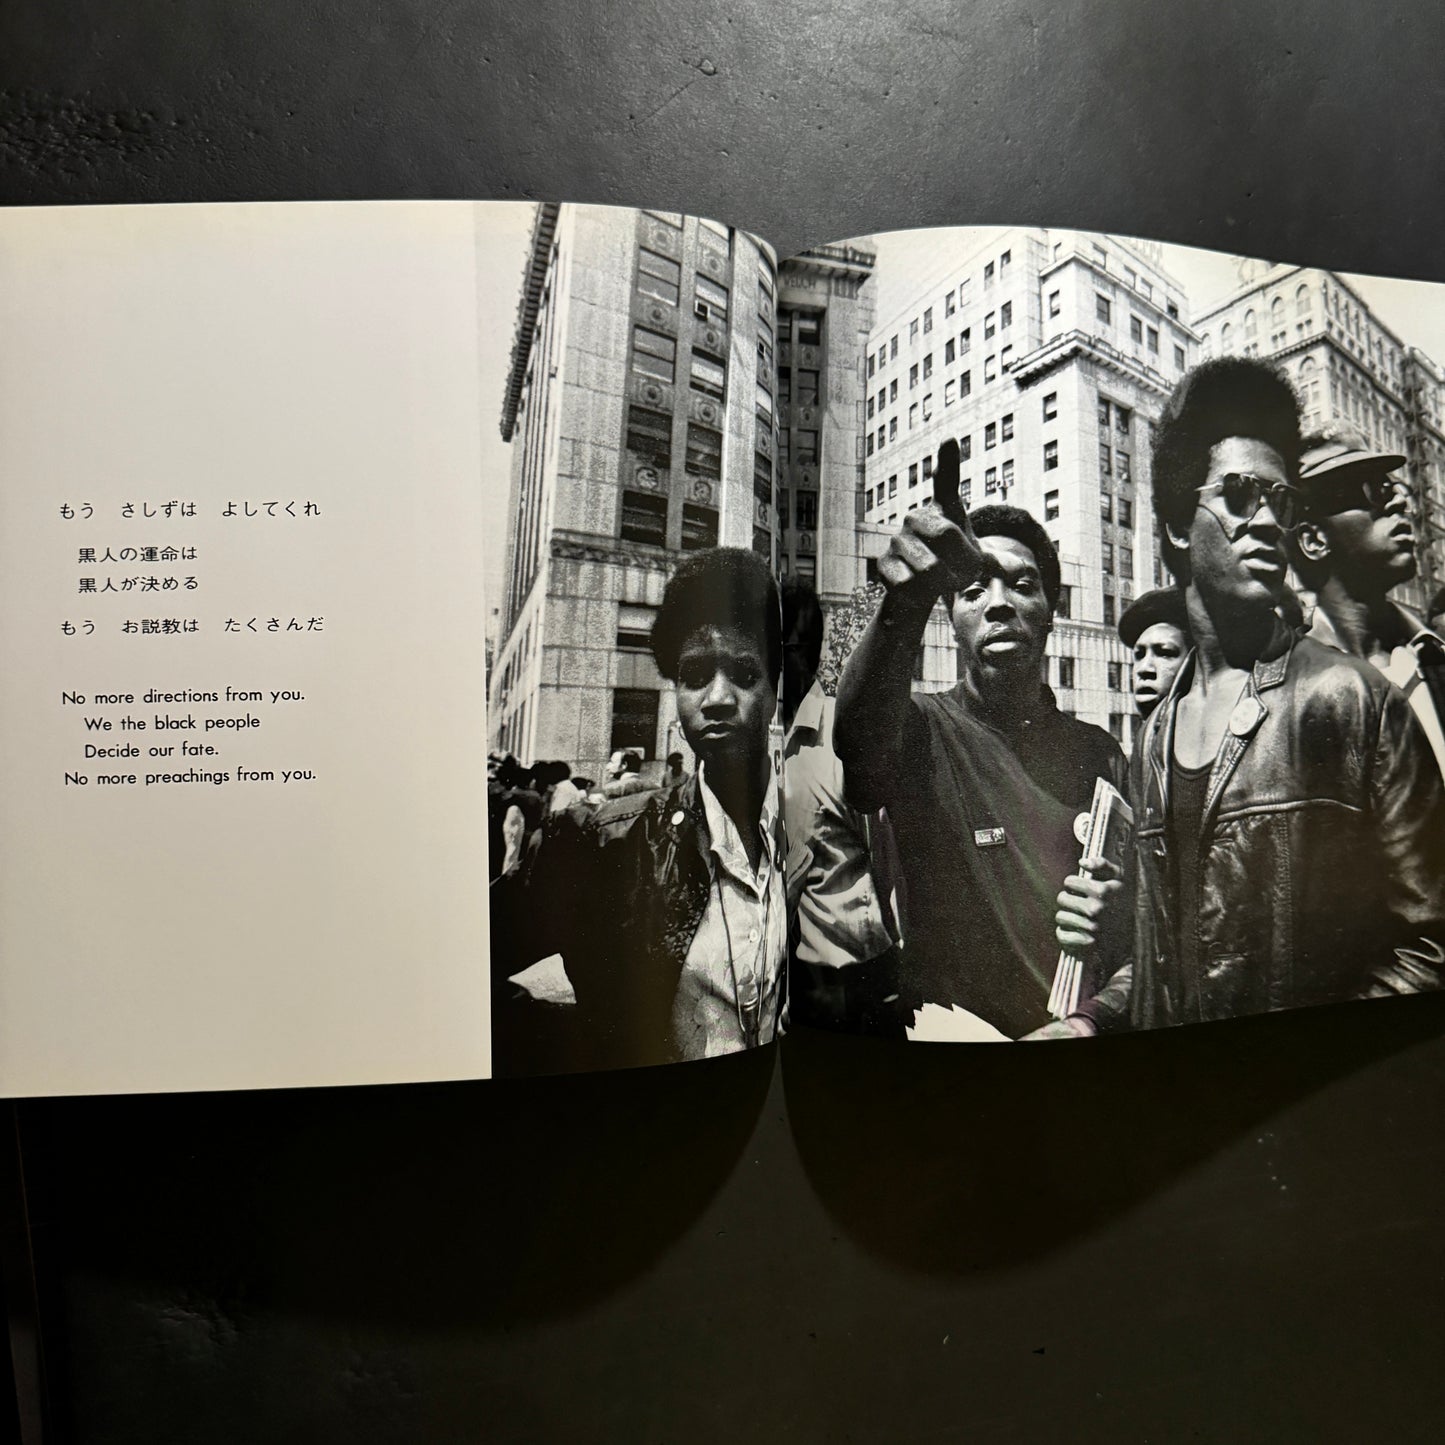 もう　さしずは　よしてくれ
黒人の運命は
黒人が決める
もう　お説教は　たくさんだ
No more directions from you.
We the black people
Decide our fate.
No more preachings from you.